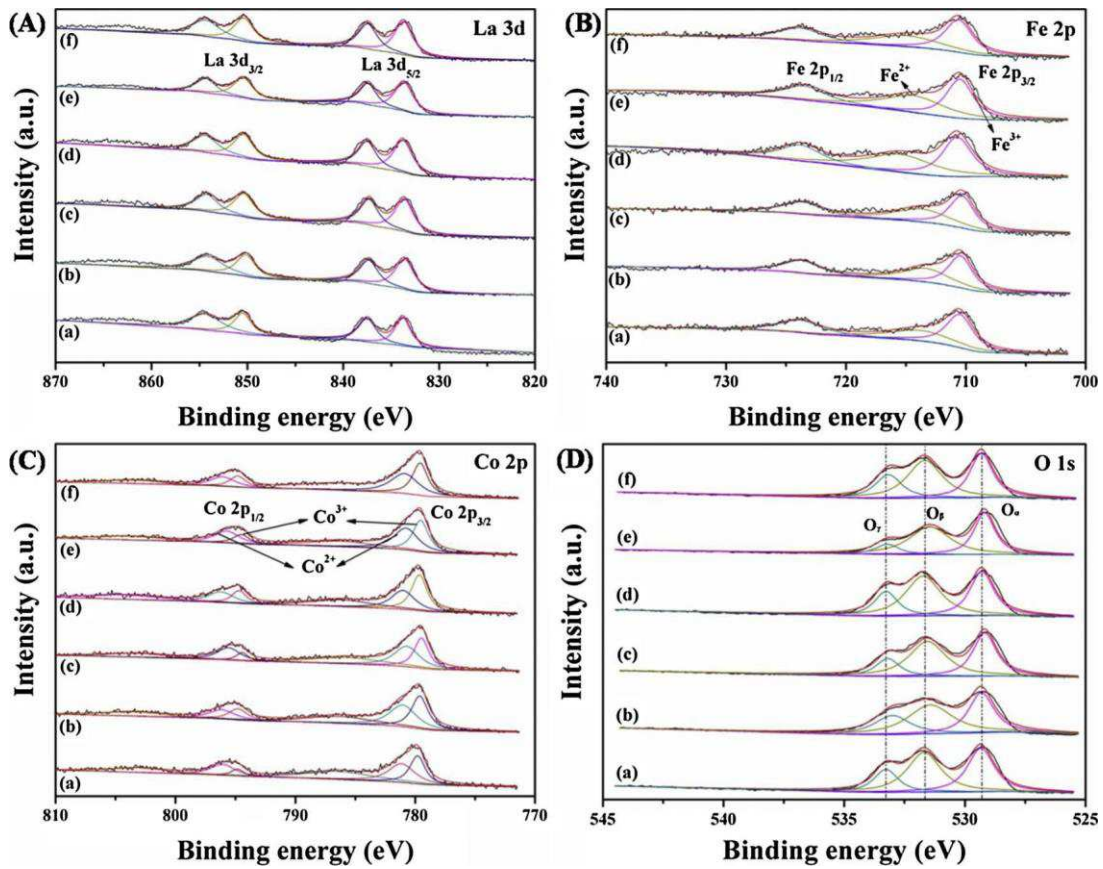 (A)
La 3d
(f)
La 3d3/2
La 3d5/2
(e)
(d)
(c)
(b)
(a)
Intensity (a.u.)
870 860 850 840 830 820
Binding energy (eV)
(B)
Fe 2p
(f)
Fe 2p1/2
Fe2+
Fe 2p3/2
(e)
Fe3+
(d)
(c)
(b)
(a)
Intensity (a.u.)
740 730 720 710 700
Binding energy (eV)
(C)
Co 2p
(f)
Co 2p1/2
Co3+
Co 2p3/2
(e)
Co2+
(d)
(c)
(b)
(a)
Intensity (a.u.)
810 800 790 780 770
Binding energy (eV)
(D)
O 1s
(f)
Oγ
Oβ
Oα
(e)
(d)
(c)
(b)
(a)
Intensity (a.u.)
545 540 535 530 525
Binding energy (eV)